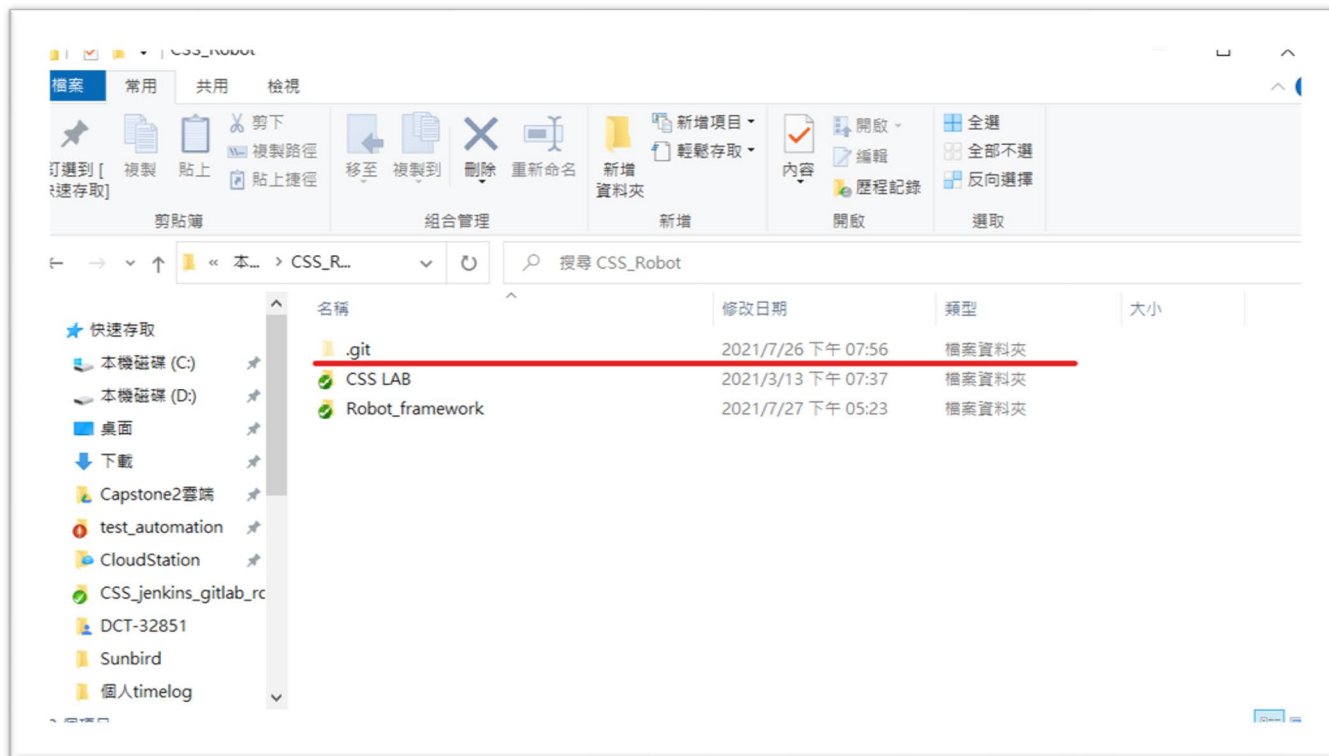 CSS_Robot
檔案 常用 共用 檢視
剪下
複製路徑
貼上捷徑
複製 貼上
移至 複製到 刪除 重新命名
新增
資料夾
新增項目
輕鬆存取
內容
開啟
編輯
歷程記錄
全選
全部不選
反向選擇
剪貼簿 組合管理 新增 開啟 選取
« 本... > CSS_R...
搜尋 CSS_Robot
名稱 修改日期 類型 大小
.git 2021/7/26 下午 07:56 檔案資料夾
CSS LAB 2021/3/13 下午 07:37 檔案資料夾
Robot_framework 2021/7/27 下午 05:23 檔案資料夾
快速存取
本機磁碟 (C:)
本機磁碟 (D:)
桌面
下載
Capstone2雲端
test_automation
CloudStation
CSS_jenkins_gitlab_rc
DCT-32851
Sunbird
個人timelog